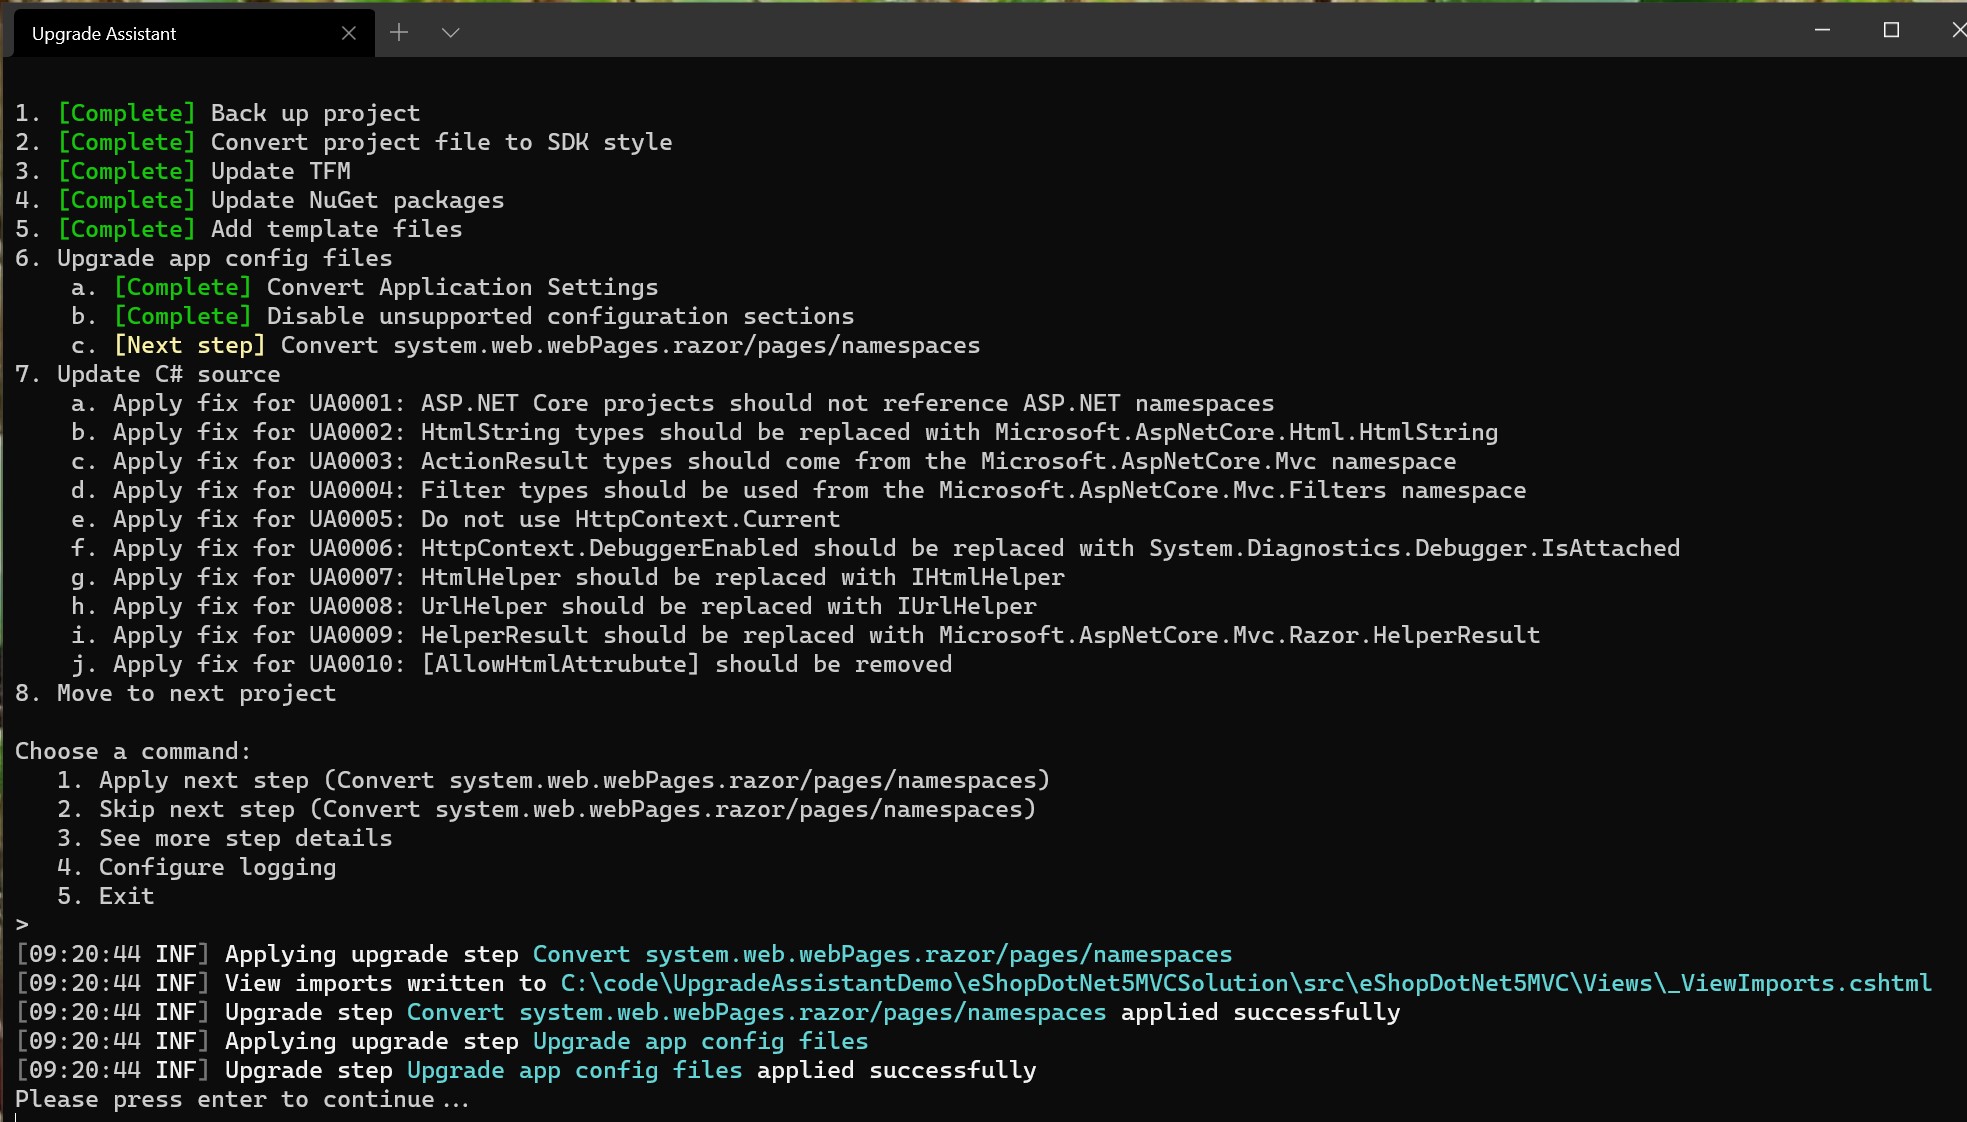 Upgrade Assistant
1. [Complete] Back up project
2. [Complete] Convert project file to SDK style
3. [Complete] Update TFM
4. [Complete] Update NuGet packages
5. [Complete] Add template files
6. Upgrade app config files
a. [Complete] Convert Application Settings
b. [Complete] Disable unsupported configuration sections
c. [Next step] Convert system.web.webPages.razor/pages/namespaces
7. Update C# source
a. Apply fix for UA0001: ASP.NET Core projects should not reference ASP.NET namespaces
b. Apply fix for UA0002: HtmlString types should be replaced with Microsoft.AspNetCore.Html.HtmlString
c. Apply fix for UA0003: ActionResult types should come from the Microsoft.AspNetCore.Mvc namespace
d. Apply fix for UA0004: Filter types should be used from the Microsoft.AspNetCore.Mvc.Filters namespace
e. Apply fix for UA0005: Do not use HttpContext.Current
f. Apply fix for UA0006: HttpContext.DebuggerEnabled should be replaced with System.Diagnostics.Debugger.IsAttached
g. Apply fix for UA0007: HtmlHelper should be replaced with IHtmlHelper
h. Apply fix for UA0008: UrlHelper should be replaced with IUrlHelper
i. Apply fix for UA0009: HelperResult should be replaced with Microsoft.AspNetCore.Mvc.Razor.HelperResult
j. Apply fix for UA0010: [AllowHtmlAttrubute] should be removed
8. Move to next project
Choose a command:
1. Apply next step (Convert system.web.webPages.razor/pages/namespaces)
2. Skip next step (Convert system.web.webPages.razor/pages/namespaces)
3. See more step details
4. Configure logging
5. Exit
>
[09:20:44 INF] Applying upgrade step Convert system.web.webPages.razor/pages/namespaces
[09:20:44 INF] View imports written to C:\code\UpgradeAssistantDemo\eShopDotNet5MVCSolution\src\eShopDotNet5MVC\Views\_ViewImports.cshtml
[09:20:44 INF] Upgrade step Convert system.web.webPages.razor/pages/namespaces applied successfully
[09:20:44 INF] Applying upgrade step Upgrade app config files
[09:20:44 INF] Upgrade step Upgrade app config files applied successfully
Please press enter to continue...